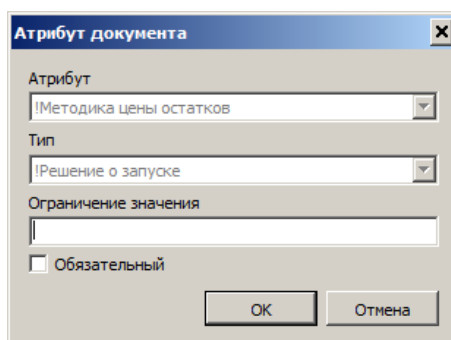 Атрибут документа
Атрибут
!Методика цены остатков
Тип
!Решение о запуске
Ограничение значения
Обязательный
OK
Отмена